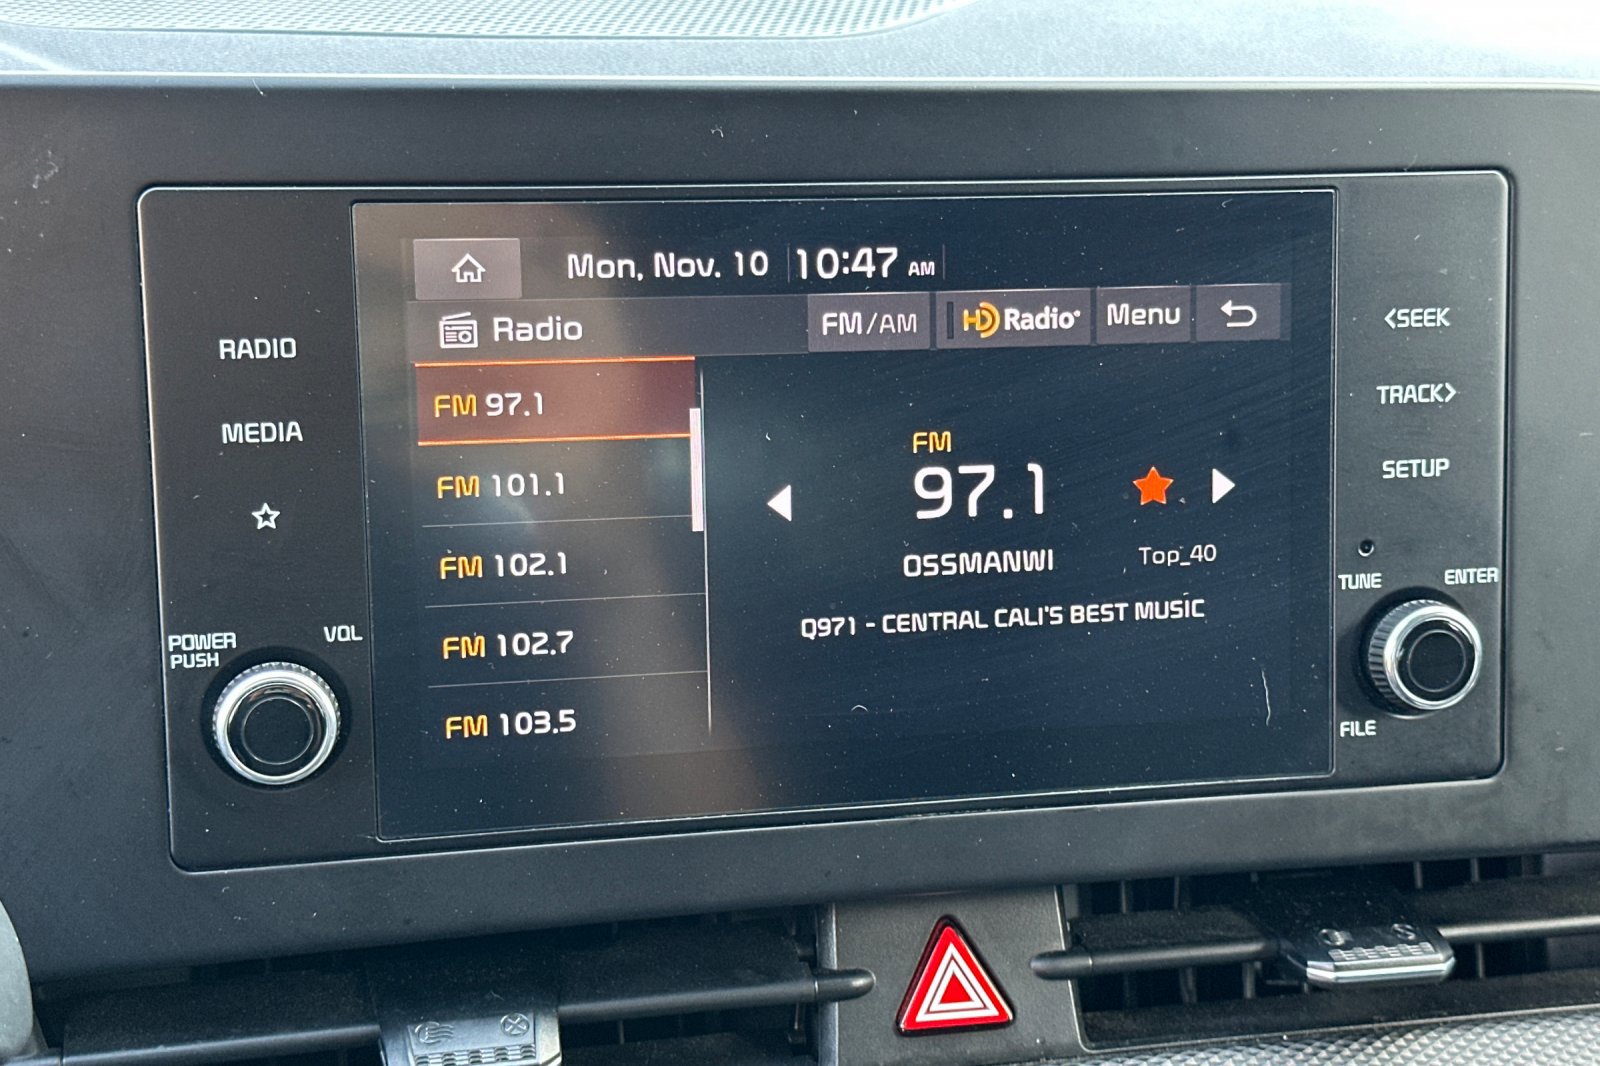 Mon, Nov. 10 10:47 AM
Radio FM/AM HD Radio Menu
FM 97.1
FM 101.1
FM 102.1
FM 102.7
FM 103.5
FM
97.1
OSSMANWI Top_40
Q971 - CENTRAL CALI'S BEST MUSIC
RADIO
MEDIA
POWER
PUSH
VOL
<SEEK
TRACK>
SETUP
TUNE ENTER
FILE